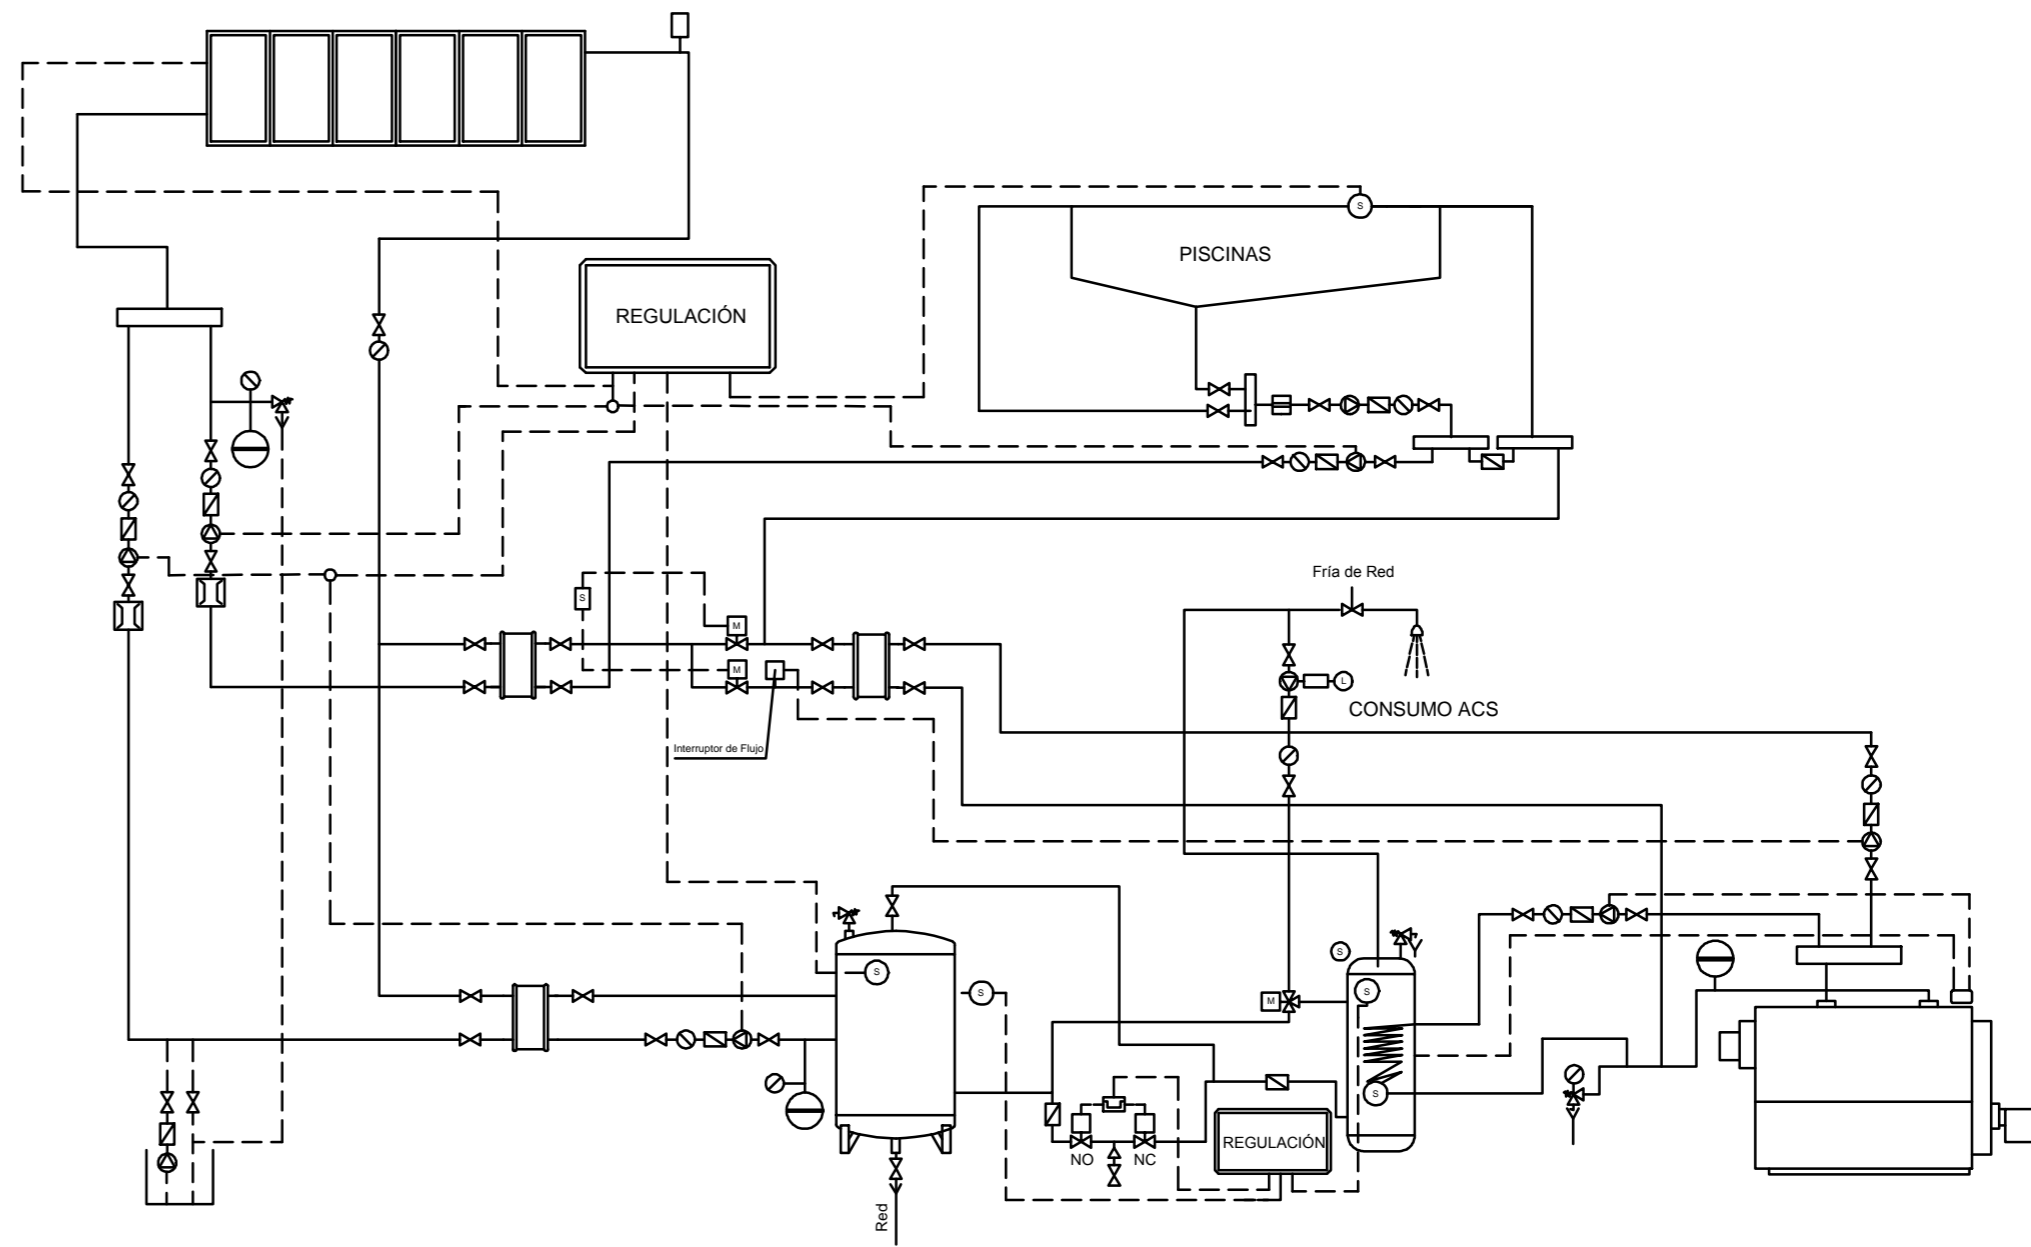 S
PISCINAS
REGULACIÓN
Fría de Red
S
M
M
L
CONSUMO ACS
Interruptor de Flujo
S
S
S
S
M
S
REGULACIÓN
NO
NC
Red